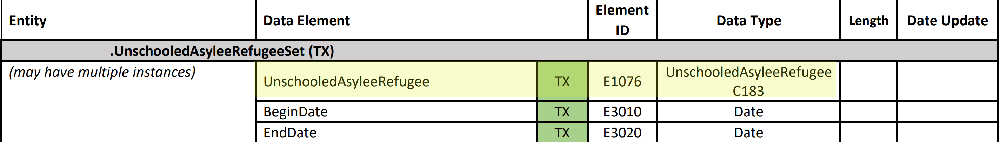 Entity Data Element Element ID Data Type Length Date Update
.UnschooledAsyleeRefugeeSet (TX)
(may have multiple instances) UnschooledAsyleeRefugee TX E1076 UnschooledAsyleeRefugee C183
BeginDate TX E3010 Date
EndDate TX E3020 Date